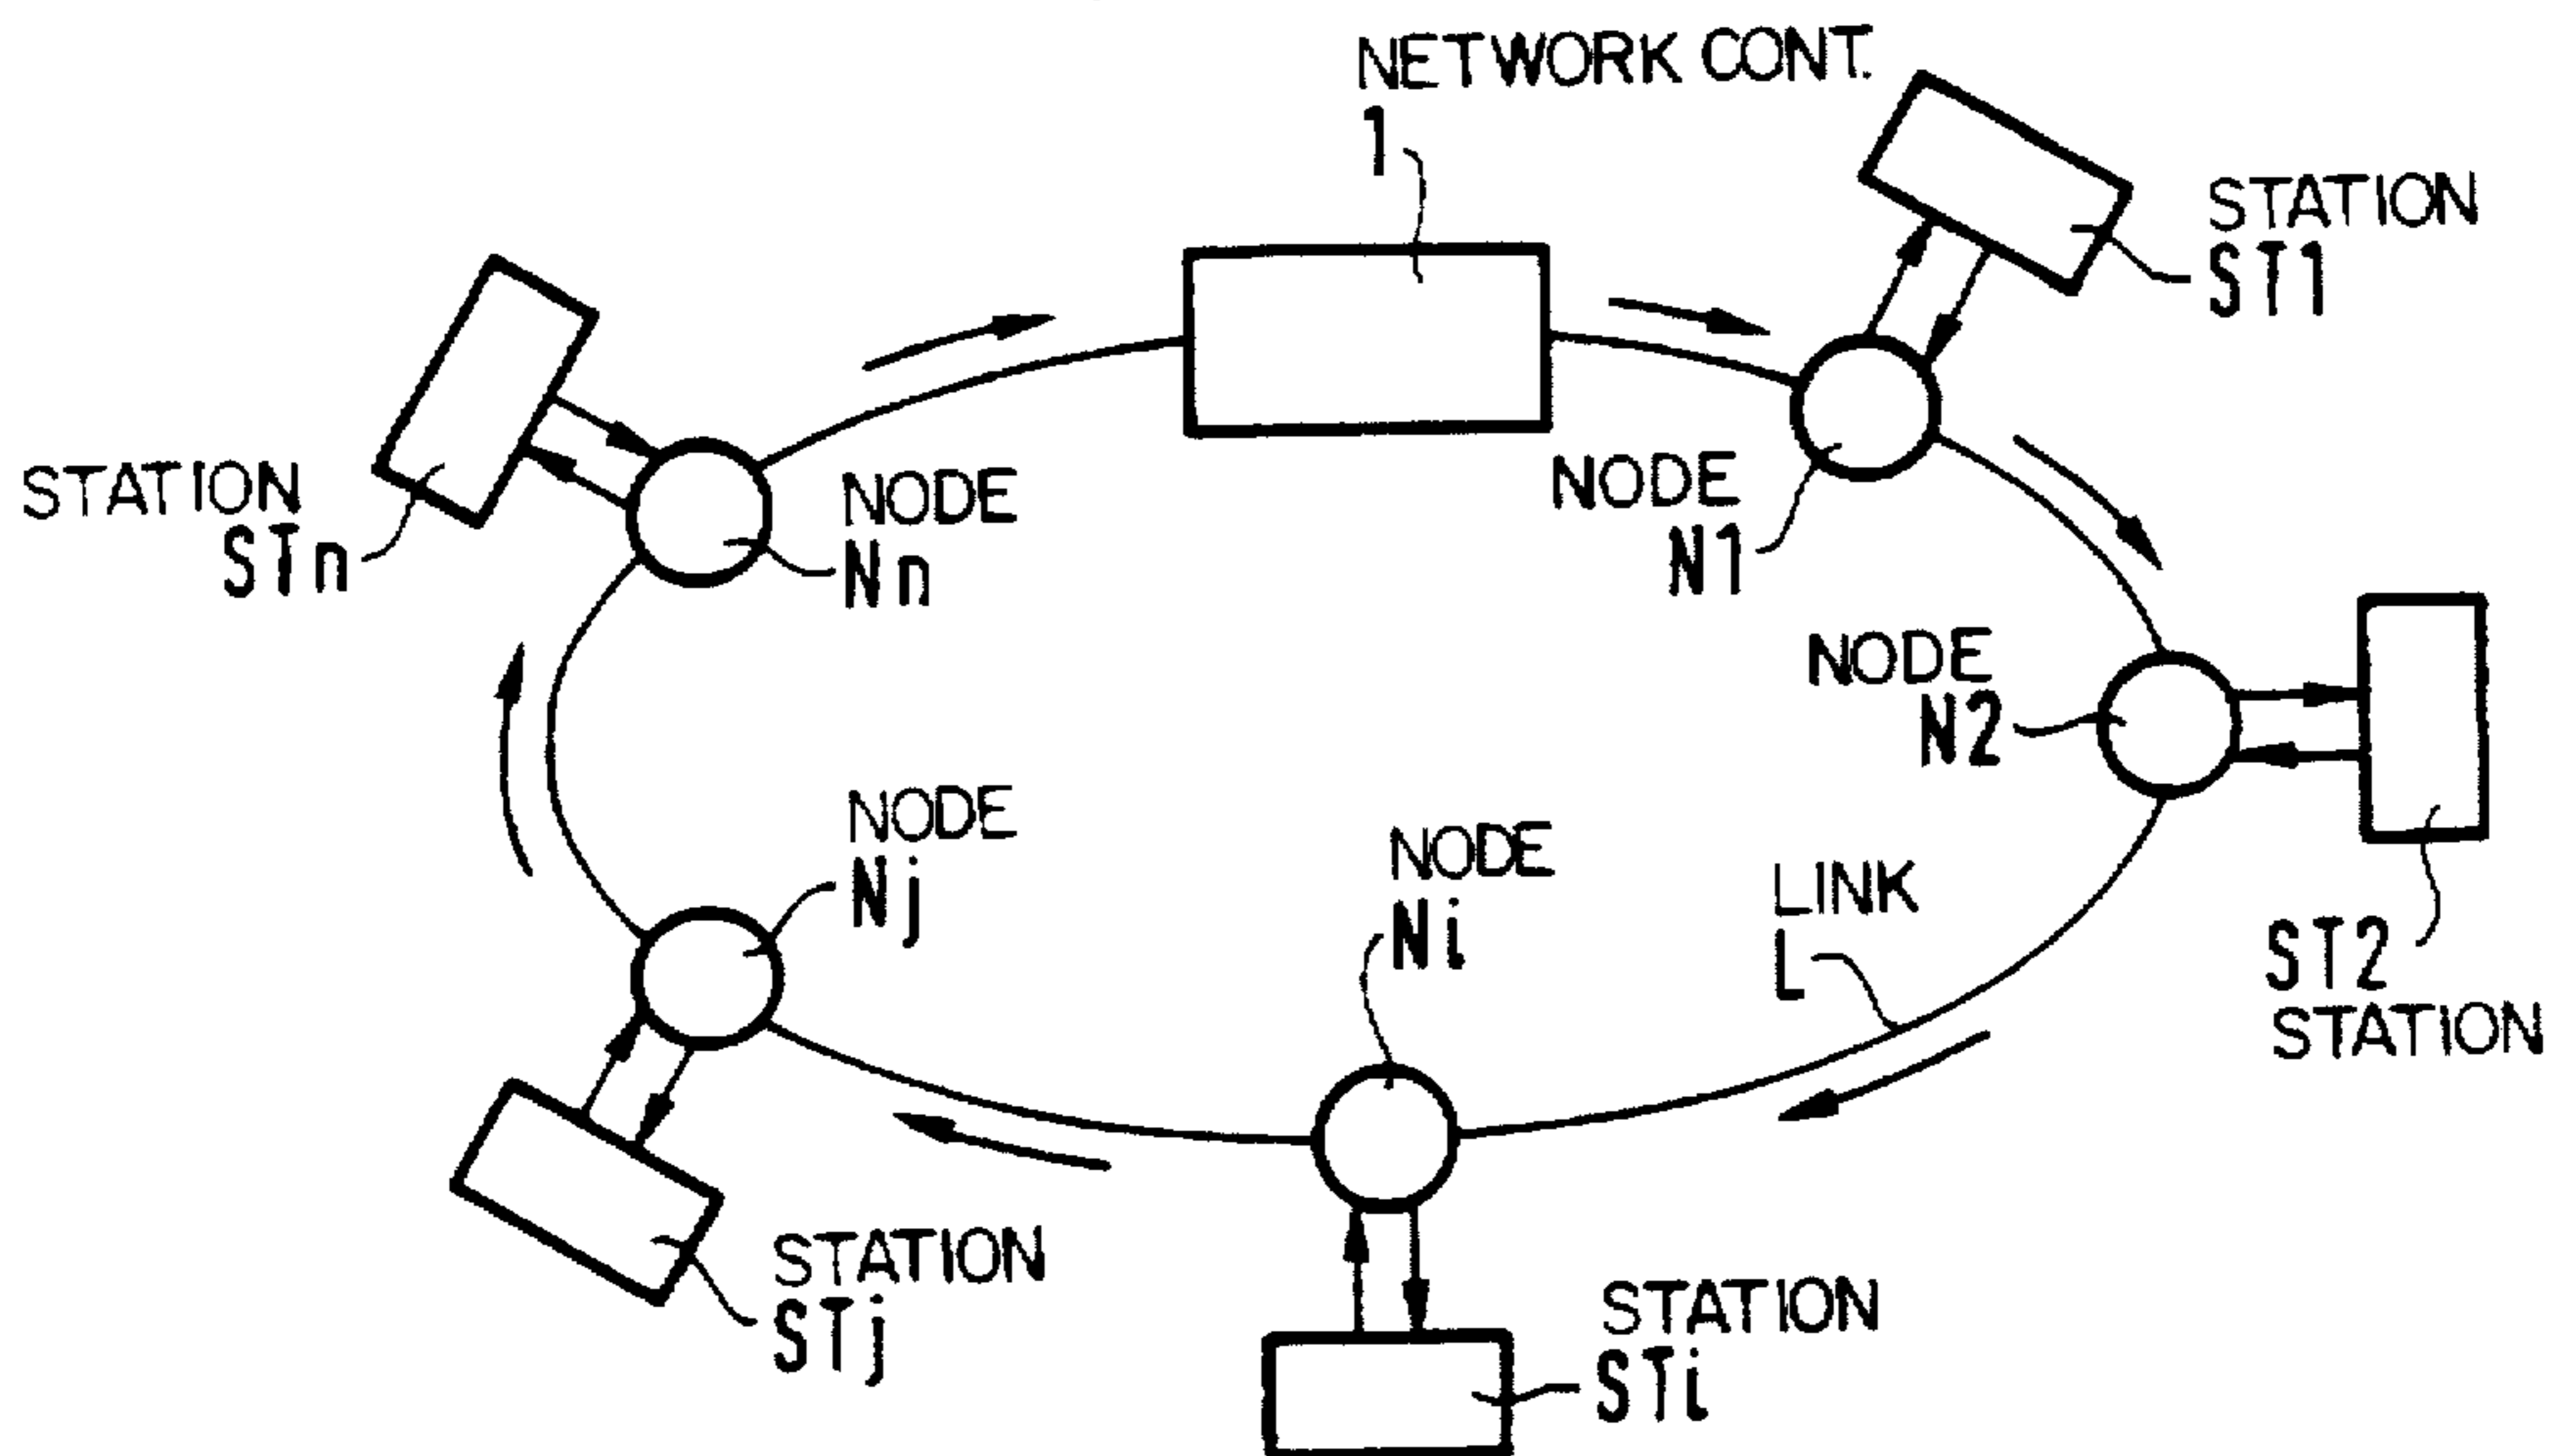 NETWORK CONT.
1
STATION
ST1
STATION
STn
NODE
Nn
NODE
N1
NODE
N2
NODE
Nj
NODE
Ni
LINK
L
ST2
STATION
STATION
STj
STATION
STi